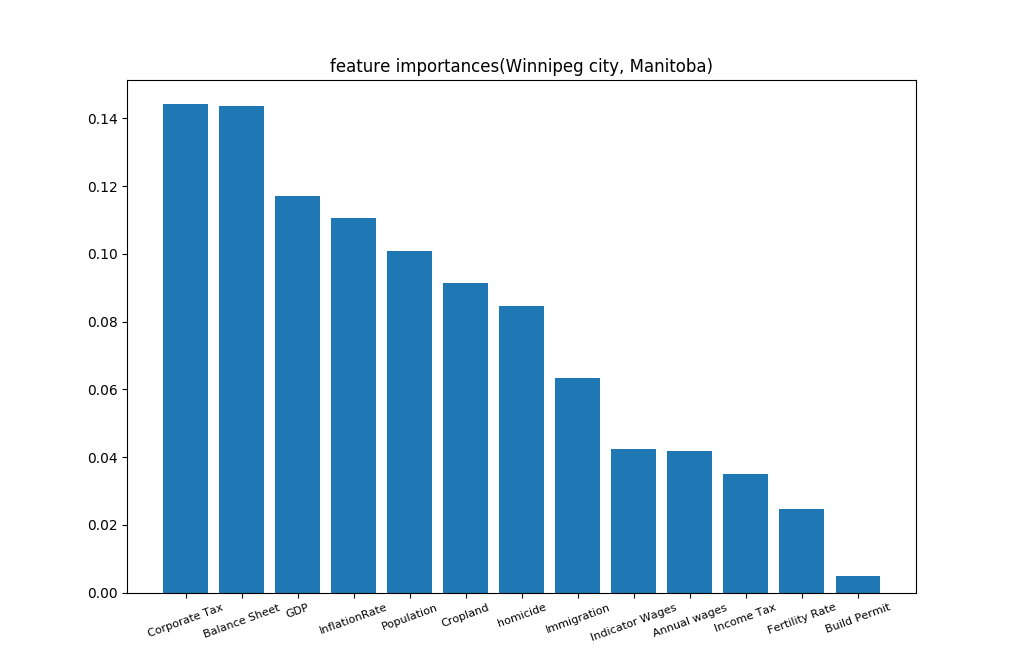 feature importances(Winnipeg city, Manitoba)
0.14
0.12
0.10
0.08
0.06
0.04
0.02
0.00
Corporate Tax
Balance Sheet
GDP
InflationRate
Population
Cropland
homicide
Immigration
Indicator Wages
Annual wages
Income Tax
Fertility Rate
Build Permit